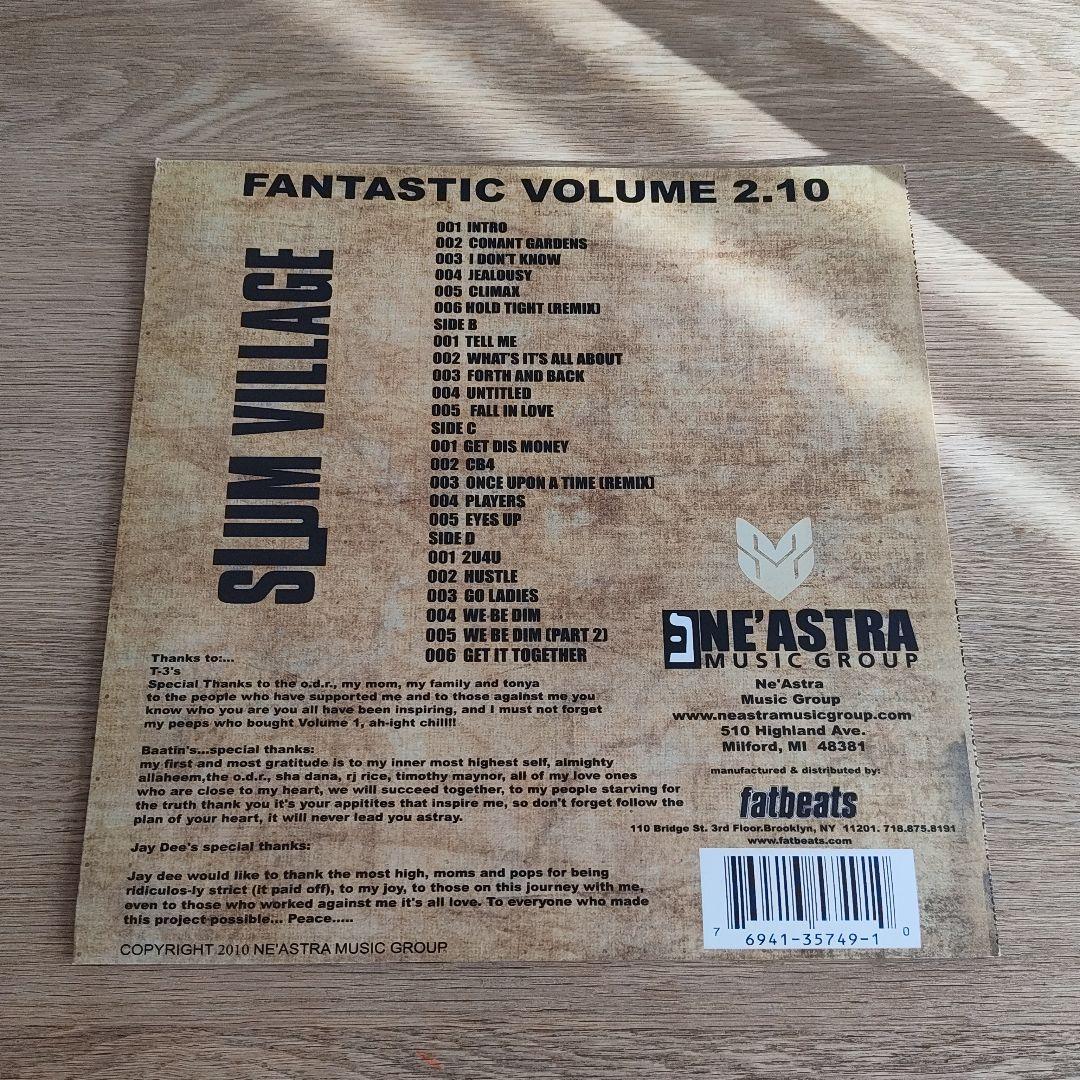 FANTASTIC VOLUME 2.10
SLUM VILLAGE
001 INTRO
002 CONANT GARDENS
003 I DON'T KNOW
004 JEALOUSY
005 CLIMAX
006 HOLD TIGHT (REMIX)
SIDE B
001 TELL ME
002 WHAT'S IT'S ALL ABOUT
003 FORTH AND BACK
004 UNTITLED
005 FALL IN LOVE
SIDE C
001 GET DIS MONEY
002 CB4
003 ONCE UPON A TIME (REMIX)
004 PLAYERS
005 EYES UP
SIDE D
001 2U4U
002 HUSTLE
003 GO LADIES
004 WE BE DIM
005 WE BE DIM (PART 2)
006 GET IT TOGETHER
Thanks to:...
T-3's
Special Thanks to the o.d.r., my mom, my family and tonya
to the people who have supported me and to those against me you
know who you are you all have been inspiring, and I must not forget
my peeps who bought Volume 1, ah-ight chill!!!
Baatin's...special thanks:
my first and most gratitude is to my inner most highest self, almighty
allaheem,the o.d.r., sha dana, rj rice, timothy maynor, all of my love ones
who are close to my heart, we will succeed together, to my people starving for
the truth thank you it's your appitites that inspire me, so don't forget follow the
plan of your heart, it will never lead you astray.
Jay Dee's special thanks:
Jay dee would like to thank the most high, moms and pops for being
ridiculos-ly strict (it paid off), to my joy, to those on this journey with me,
even to those who worked against me it's all love. To everyone who made
this project possible... Peace.....
COPYRIGHT 2010 NE'ASTRA MUSIC GROUP
NE'ASTRA
MUSIC GROUP
Ne'Astra
Music Group
www.neastramusicgroup.com
510 Highland Ave.
Milford, MI 48381
manufactured & distributed by:
fatbeats
110 Bridge St. 3rd Floor.Brooklyn, NY 11201. 718.875.8191
www.fatbeats.com
7 6941-35749-1 0